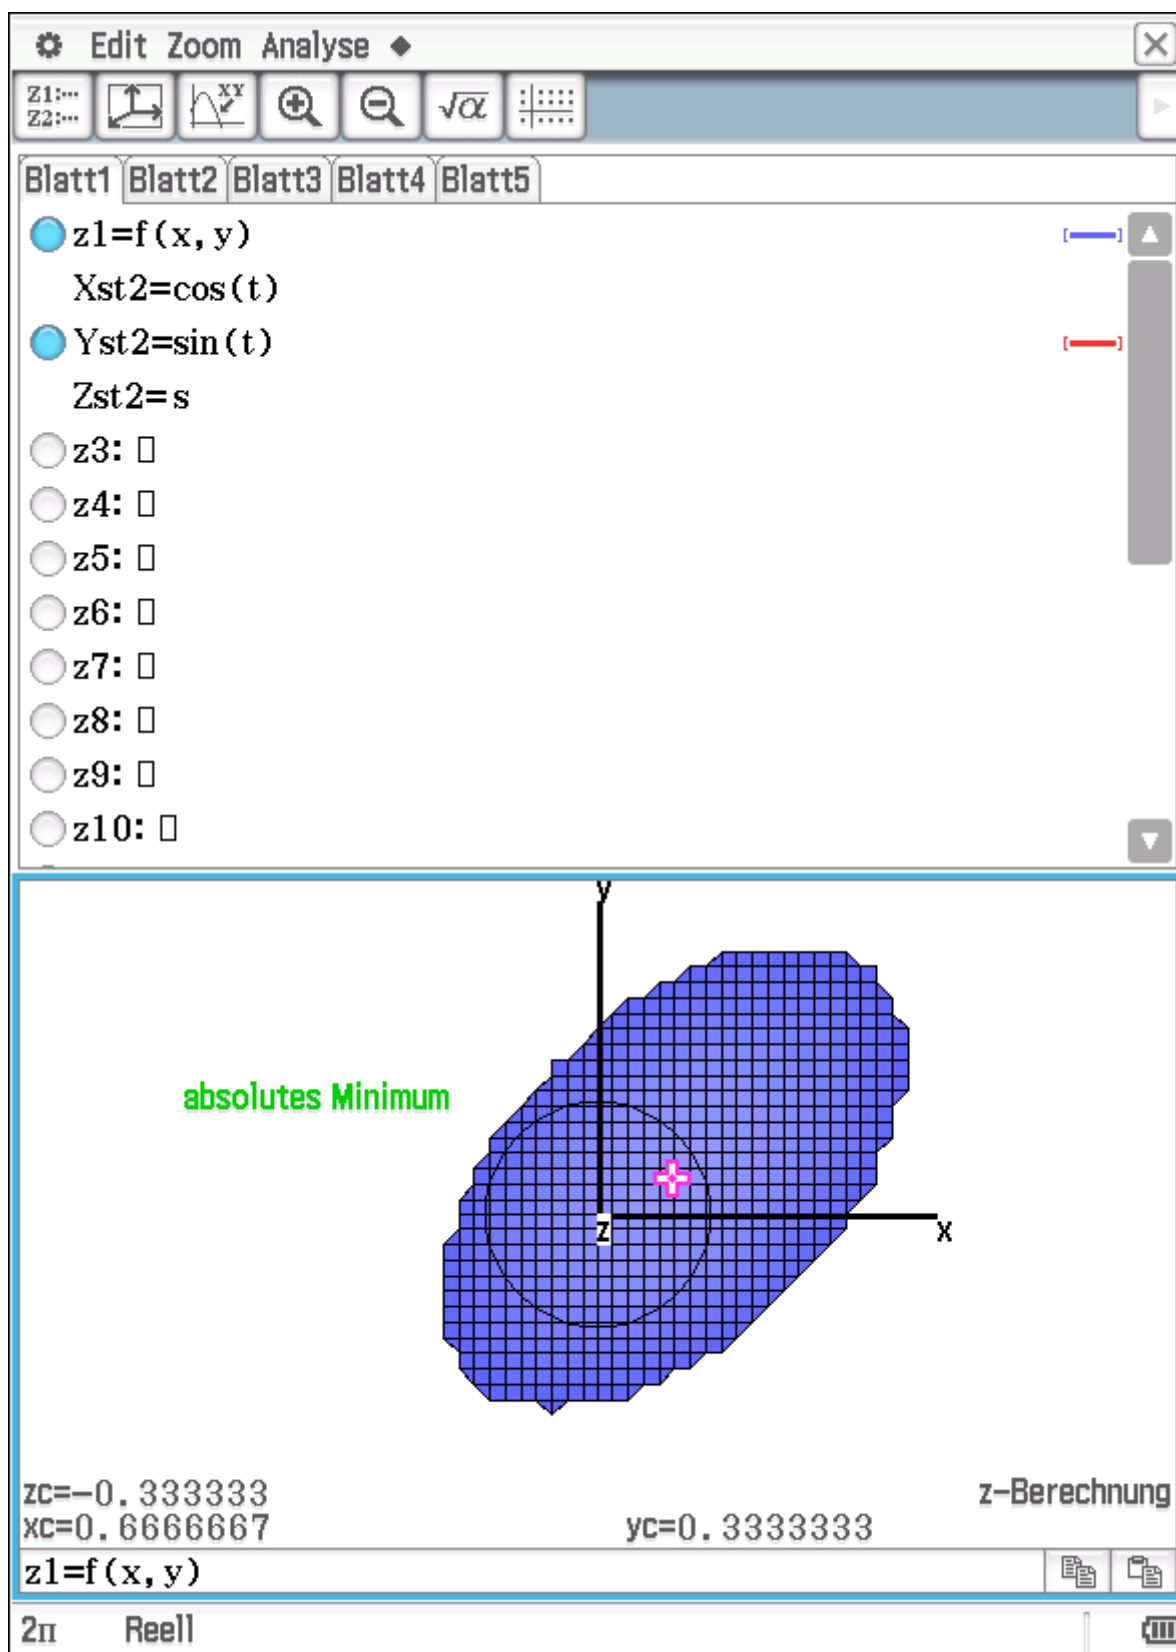 Edit Zoom Analyse ◆
Z1:… XY √α
Z2:…
Blatt1 Blatt2 Blatt3 Blatt4 Blatt5
z1=f(x,y)
Xst2=cos(t)
Yst2=sin(t)
Zst2=s
z3:
z4:
z5:
z6:
z7:
z8:
z9:
z10:
y
absolutes Minimum
z x
zc=-0.333333 z-Berechnung
xc=0.6666667 yc=0.3333333
z1=f(x,y)
2π Reell